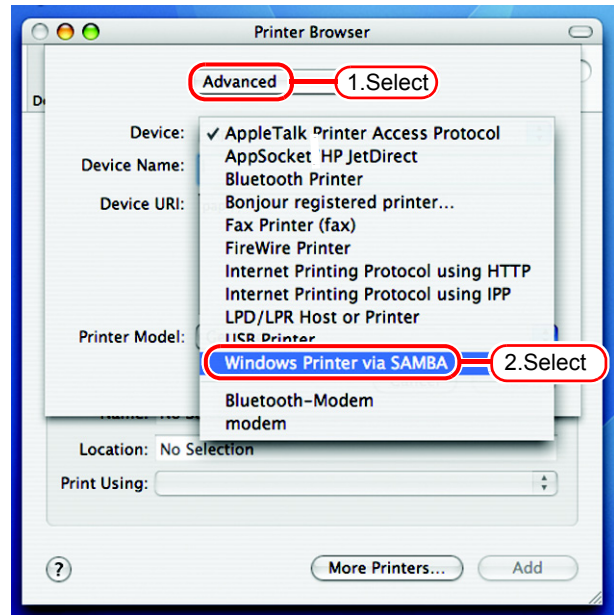 Printer Browser
Advanced
1.Select
Device:
✓ AppleTalk Printer Access Protocol
AppSocket HP JetDirect
Device Name:
Bluetooth Printer
Device URI:
Bonjour registered printer...
Fax Printer (fax)
FireWire Printer
Internet Printing Protocol using HTTP
Internet Printing Protocol using IPP
LPD/LPR Host or Printer
Printer Model:
USB Printer
Windows Printer via SAMBA
2.Select
Bluetooth-Modem
modem
Name:
Location: No Selection
Print Using:
?
More Printers...
Add